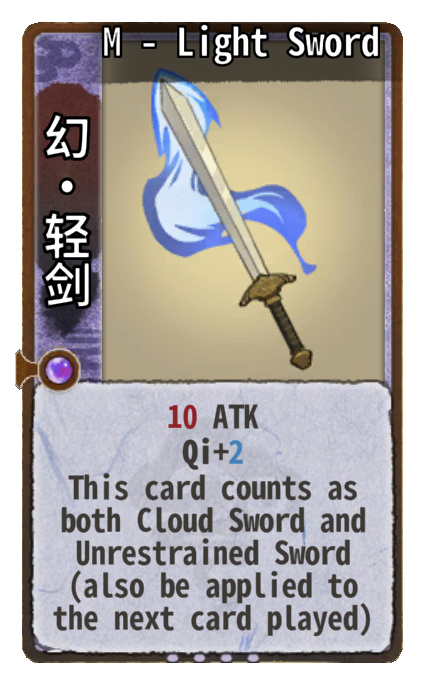 M - Light Sword
幻·轻剑
10 ATK
Qi+2
This card counts as
both Cloud Sword and
Unrestrained Sword
(also be applied to
the next card played)